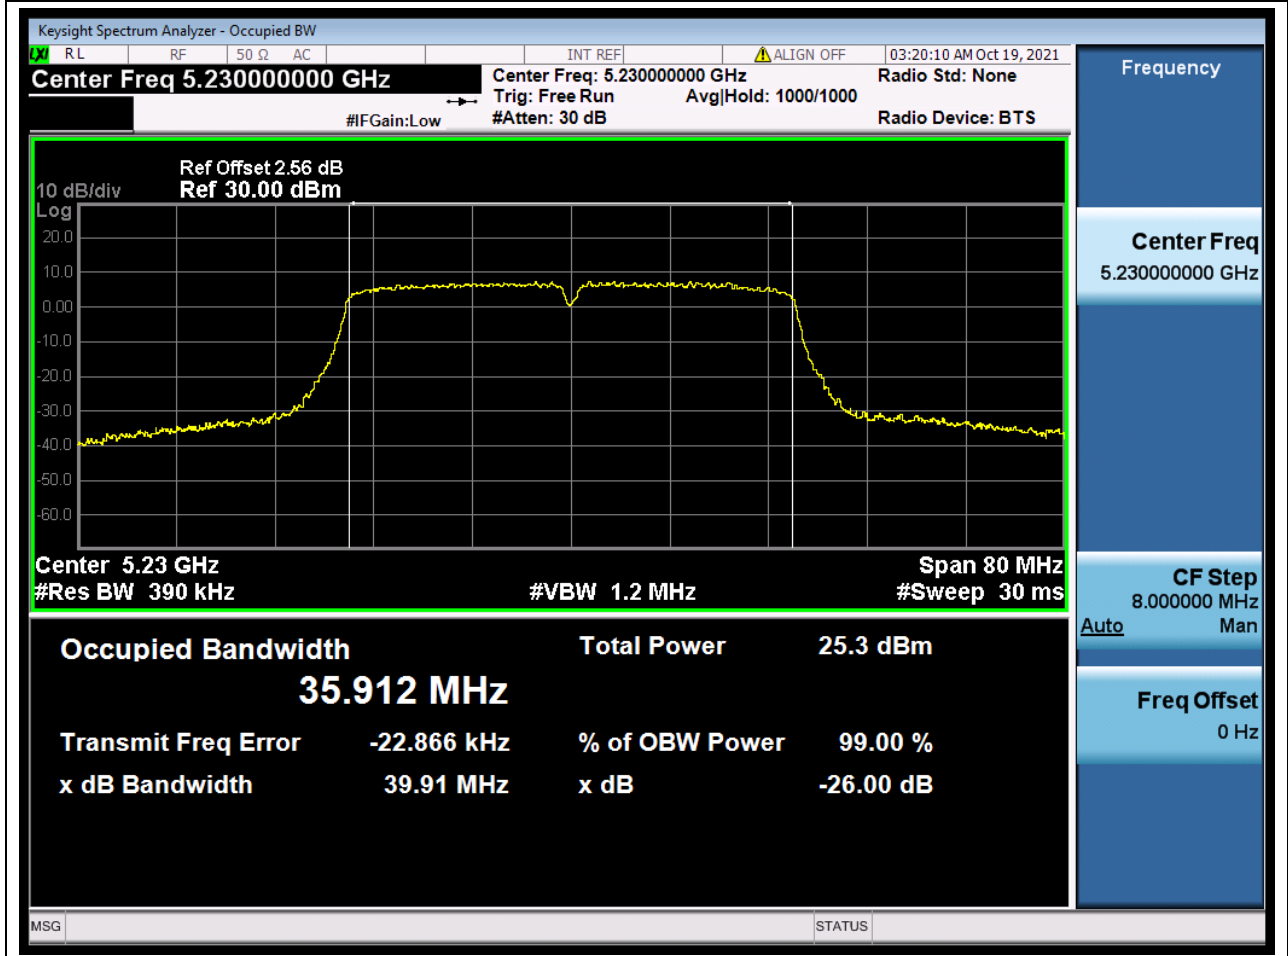 Keysight Spectrum Analyzer - Occupied BW
LXI RL RF 50 Ω AC INT REF ALIGN OFF 03:20:10 AM Oct 19, 2021
Center Freq 5.230000000 GHz
Center Freq: 5.230000000 GHz
Radio Std: None
Trig: Free Run Avg|Hold: 1000/1000
#IFGain:Low
#Atten: 30 dB
Radio Device: BTS
Ref Offset 2.56 dB
10 dB/div Ref 30.00 dBm
Log
20.0
10.0
0.00
-10.0
-20.0
-30.0
-40.0
-50.0
-60.0
Center 5.23 GHz Span 80 MHz
#Res BW 390 kHz #VBW 1.2 MHz #Sweep 30 ms
Occupied Bandwidth Total Power 25.3 dBm
35.912 MHz
Transmit Freq Error -22.866 kHz % of OBW Power 99.00 %
x dB Bandwidth 39.91 MHz x dB -26.00 dB
Frequency
Center Freq
5.230000000 GHz
CF Step
8.000000 MHz
Auto Man
Freq Offset
0 Hz
MSG STATUS